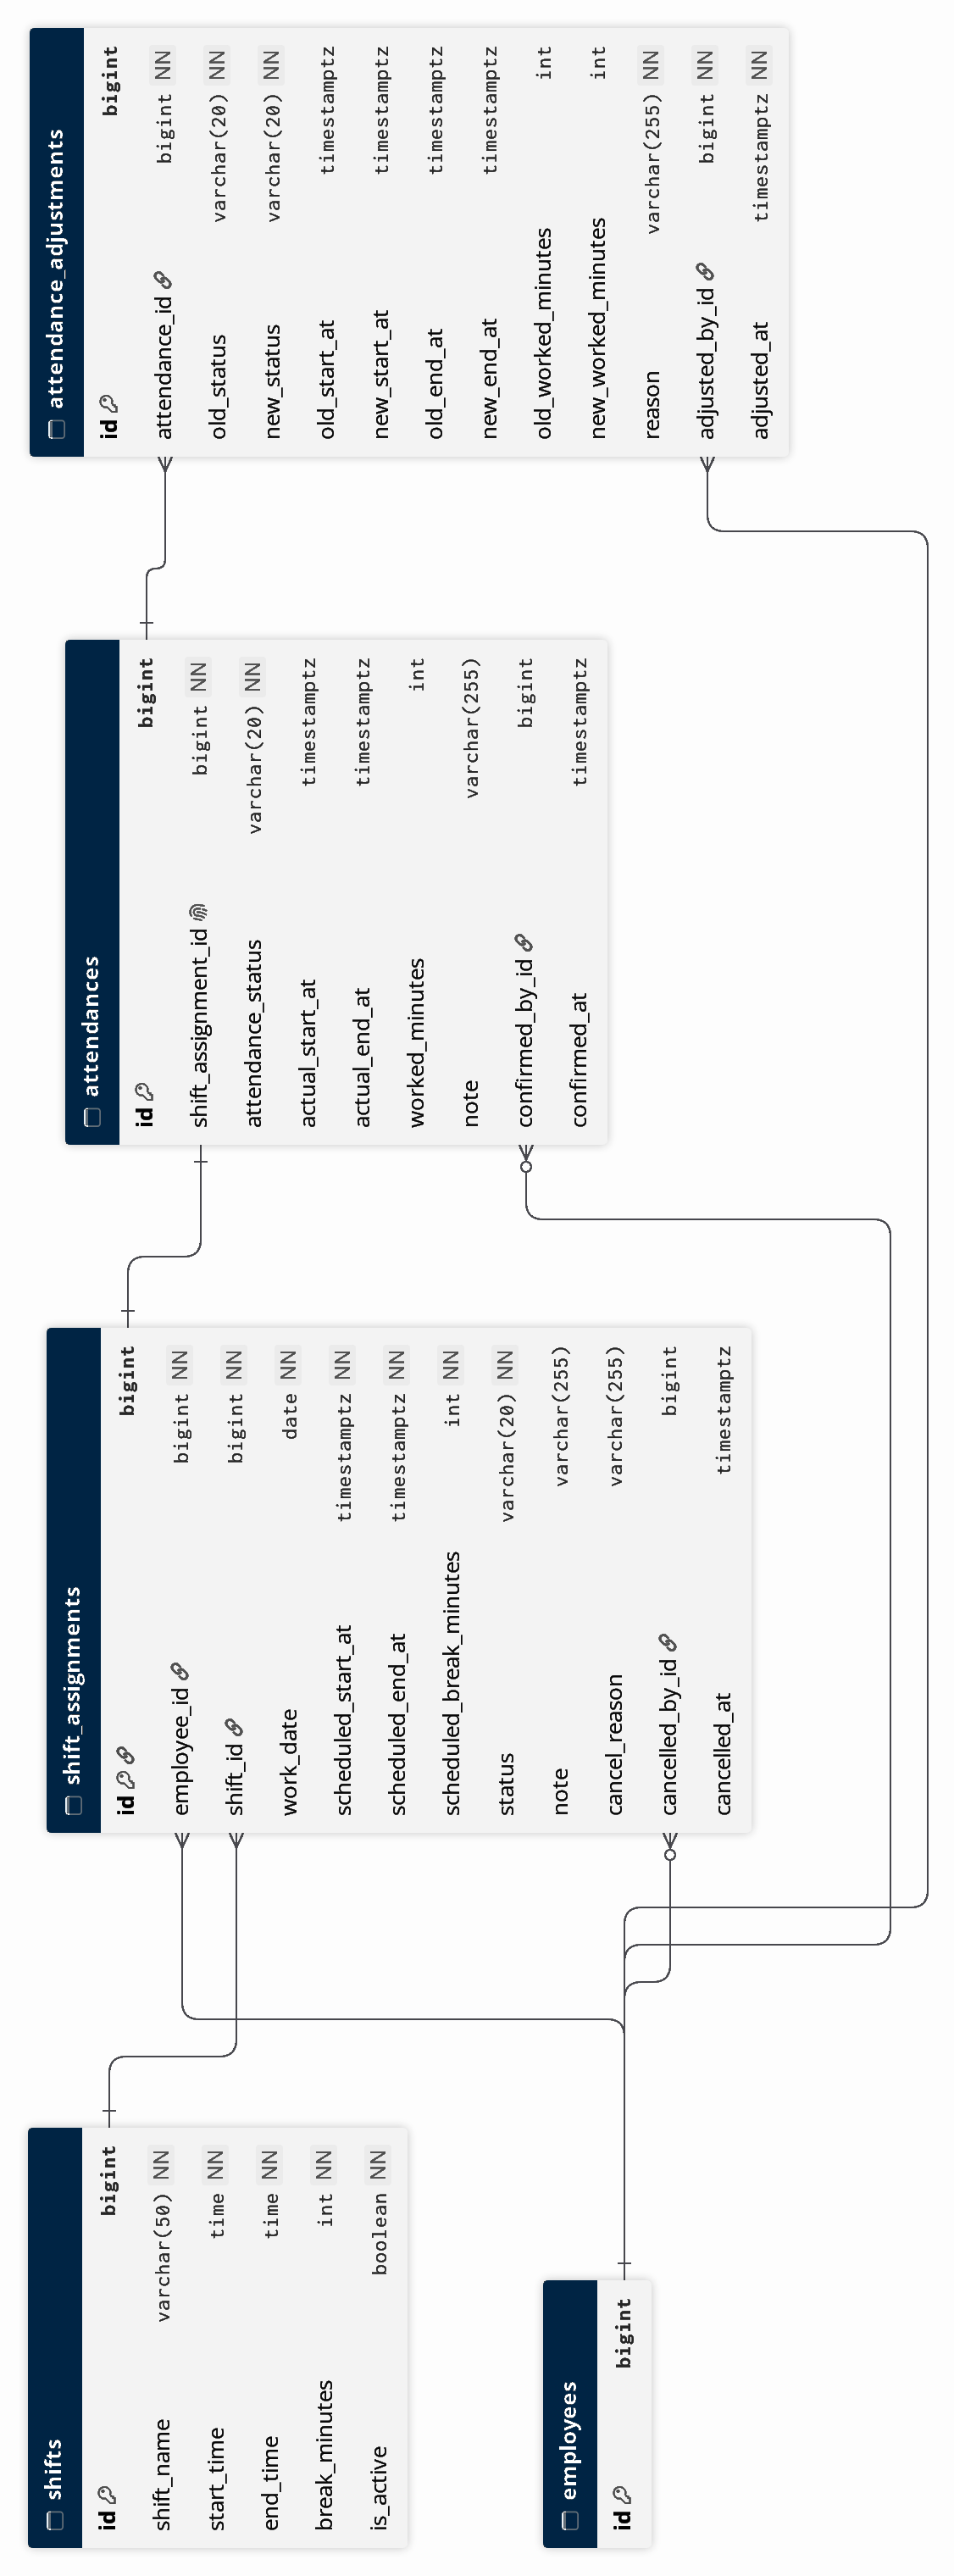 shifts
id bigint
shift_name varchar(50) NN
start_time time NN
end_time time NN
break_minutes int NN
is_active boolean NN
employees
id bigint
shift_assignments
id bigint
employee_id bigint NN
shift_id bigint NN
work_date date NN
scheduled_start_at timestamptz NN
scheduled_end_at timestamptz NN
scheduled_break_minutes int NN
status varchar(20) NN
note varchar(255)
cancel_reason varchar(255)
cancelled_by_id bigint
cancelled_at timestamptz
attendances
id bigint
shift_assignment_id bigint NN
attendance_status varchar(20) NN
actual_start_at timestamptz
actual_end_at timestamptz
worked_minutes int
note varchar(255)
confirmed_by_id bigint
confirmed_at timestamptz
attendance_adjustments
id bigint
attendance_id bigint NN
old_status varchar(20) NN
new_status varchar(20) NN
old_start_at timestamptz
new_start_at timestamptz
old_end_at timestamptz
new_end_at timestamptz
old_worked_minutes int
new_worked_minutes int
reason varchar(255) NN
adjusted_by_id bigint NN
adjusted_at timestamptz NN